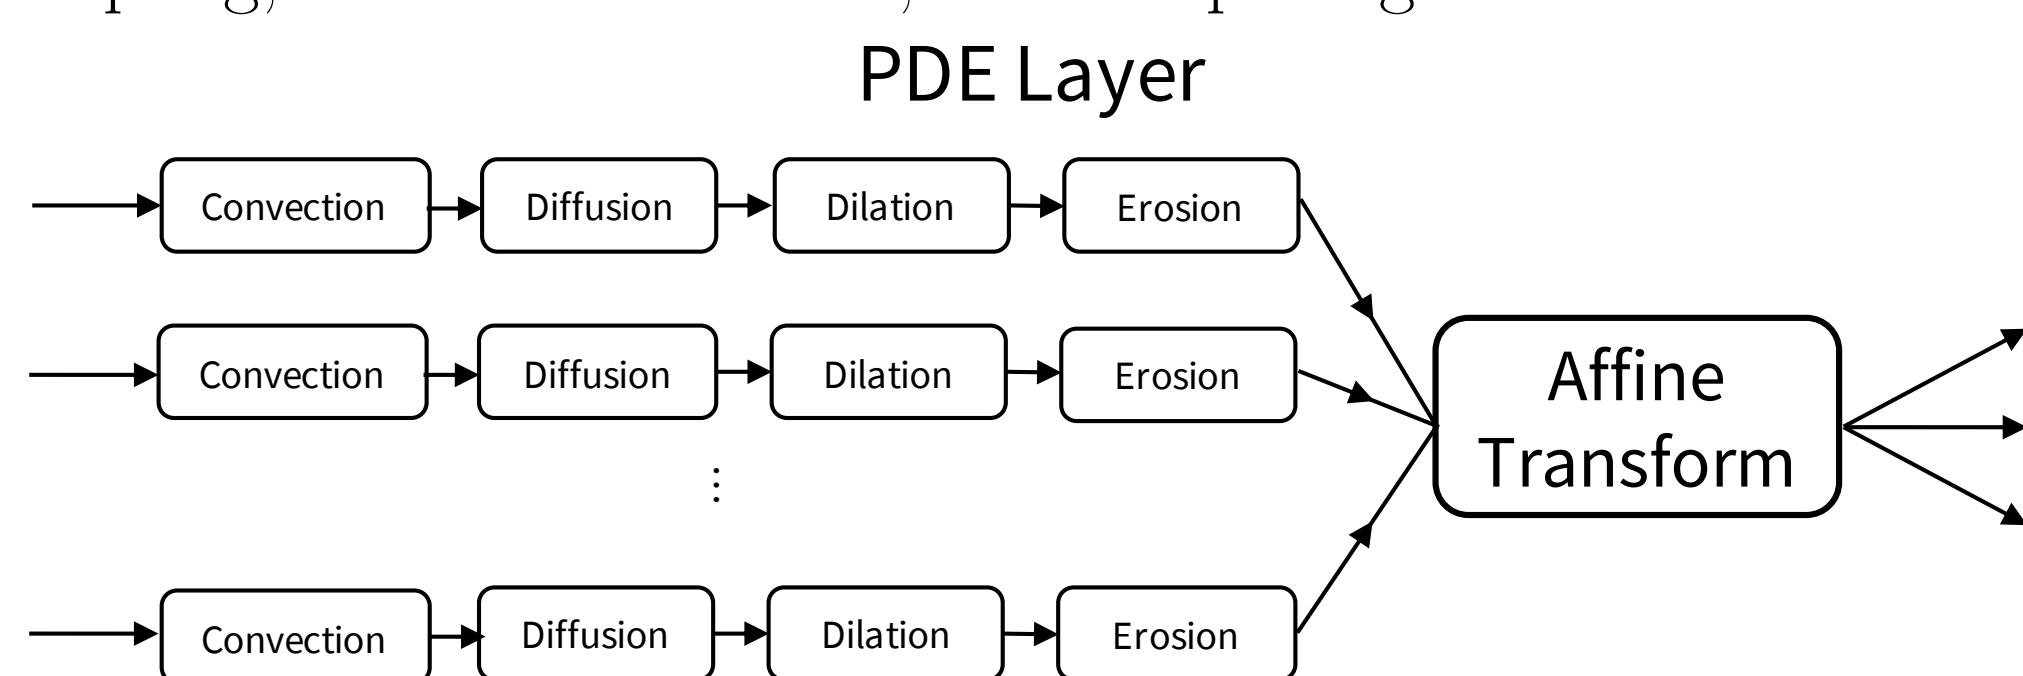 PDE Layer
Convection Diffusion Dilation Erosion
Convection Diffusion Dilation Erosion
Affine
Transform
⋮
Convection Diffusion Dilation Erosion